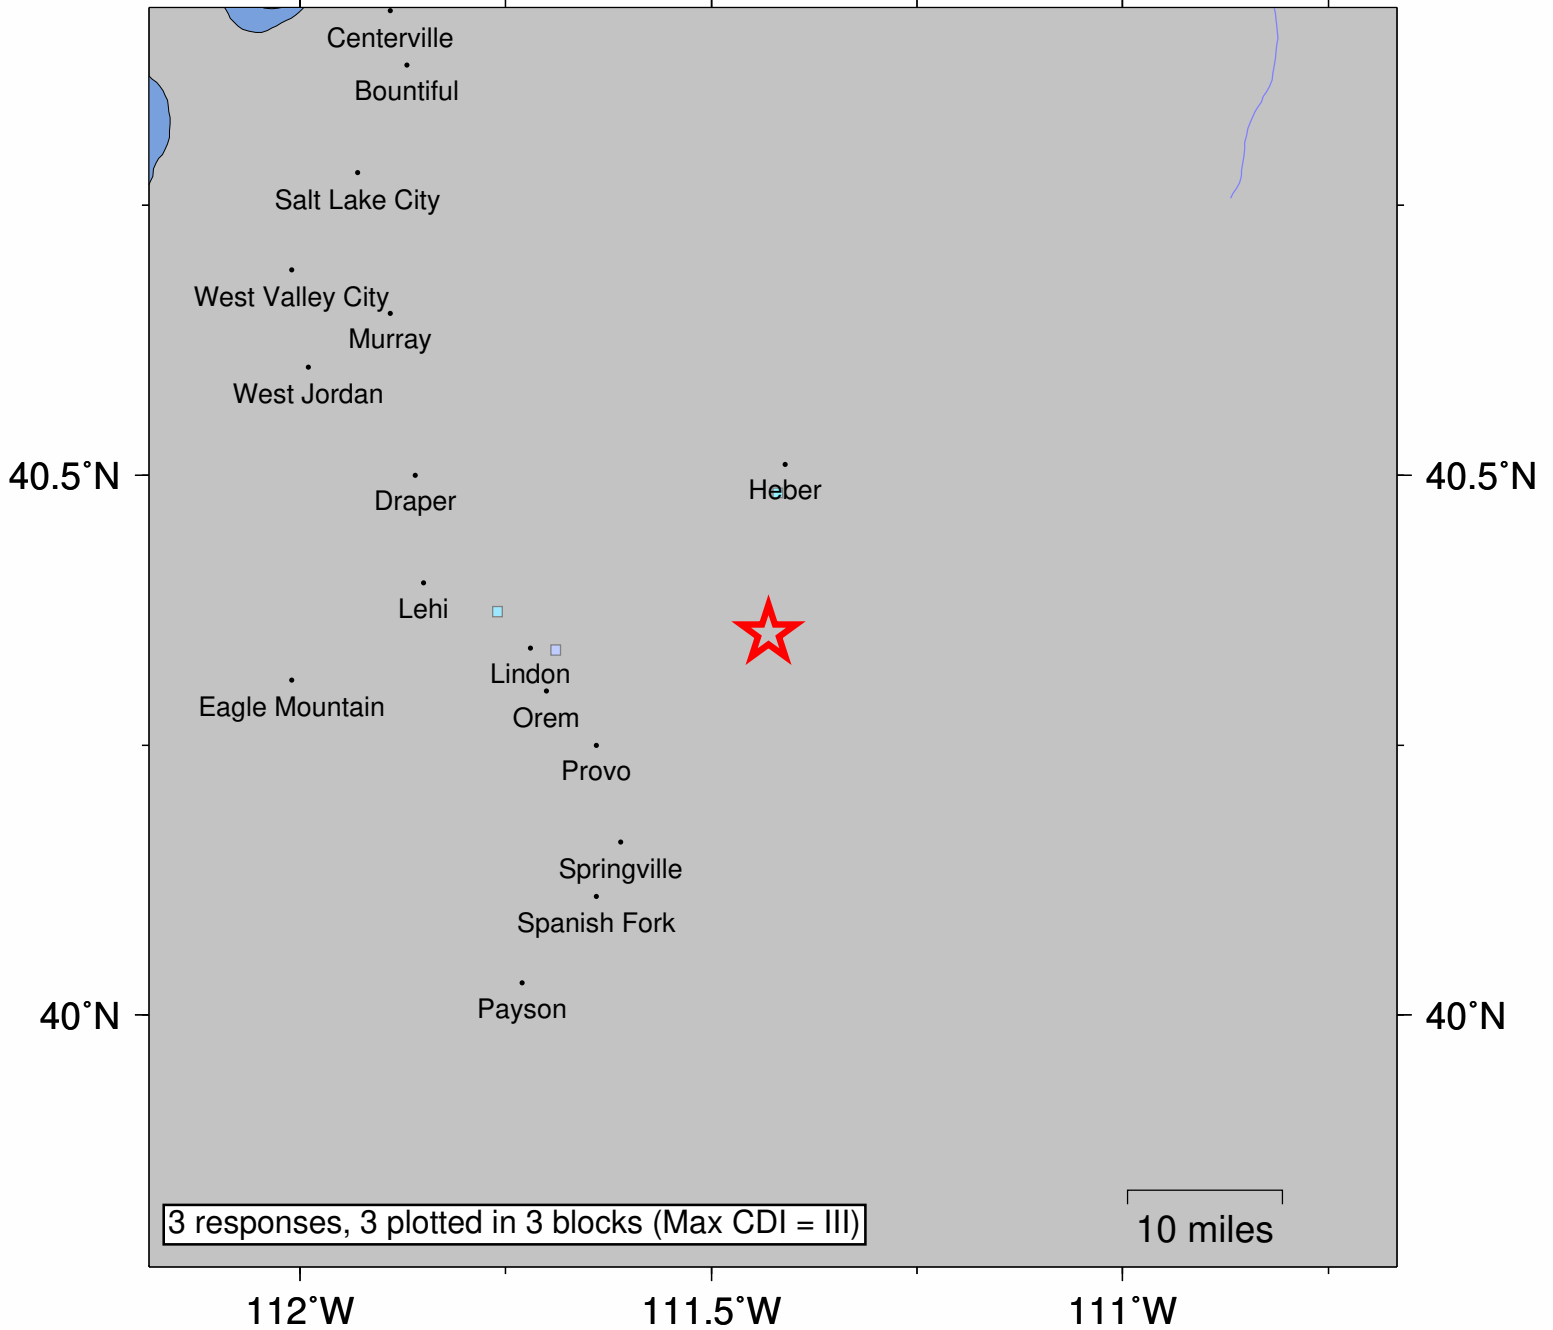 Centerville
Bountiful
Salt Lake City
West Valley City
Murray
West Jordan
40.5°N
40.5°N
Heber
Draper
Lehi
Lindon
Eagle Mountain
Orem
Provo
Springville
Spanish Fork
Payson
40°N
40°N
3 responses, 3 plotted in 3 blocks (Max CDI = III)
10 miles
112°W
111.5°W
111°W